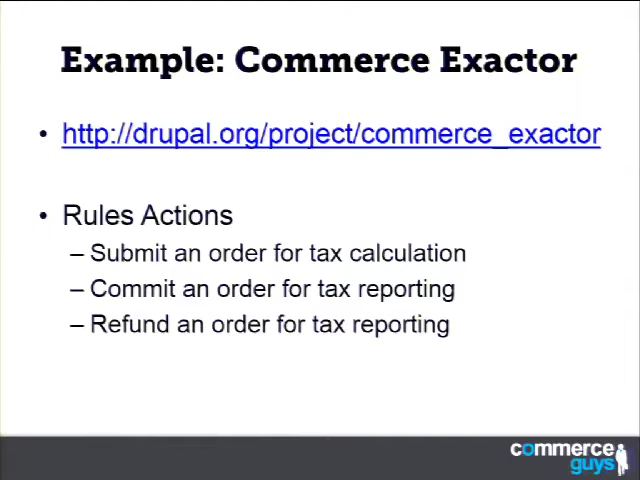 Example: Commerce Exactor
• http://drupal.org/project/commerce_exactor
• Rules Actions
– Submit an order for tax calculation
– Commit an order for tax reporting
– Refund an order for tax reporting
commerce
guys